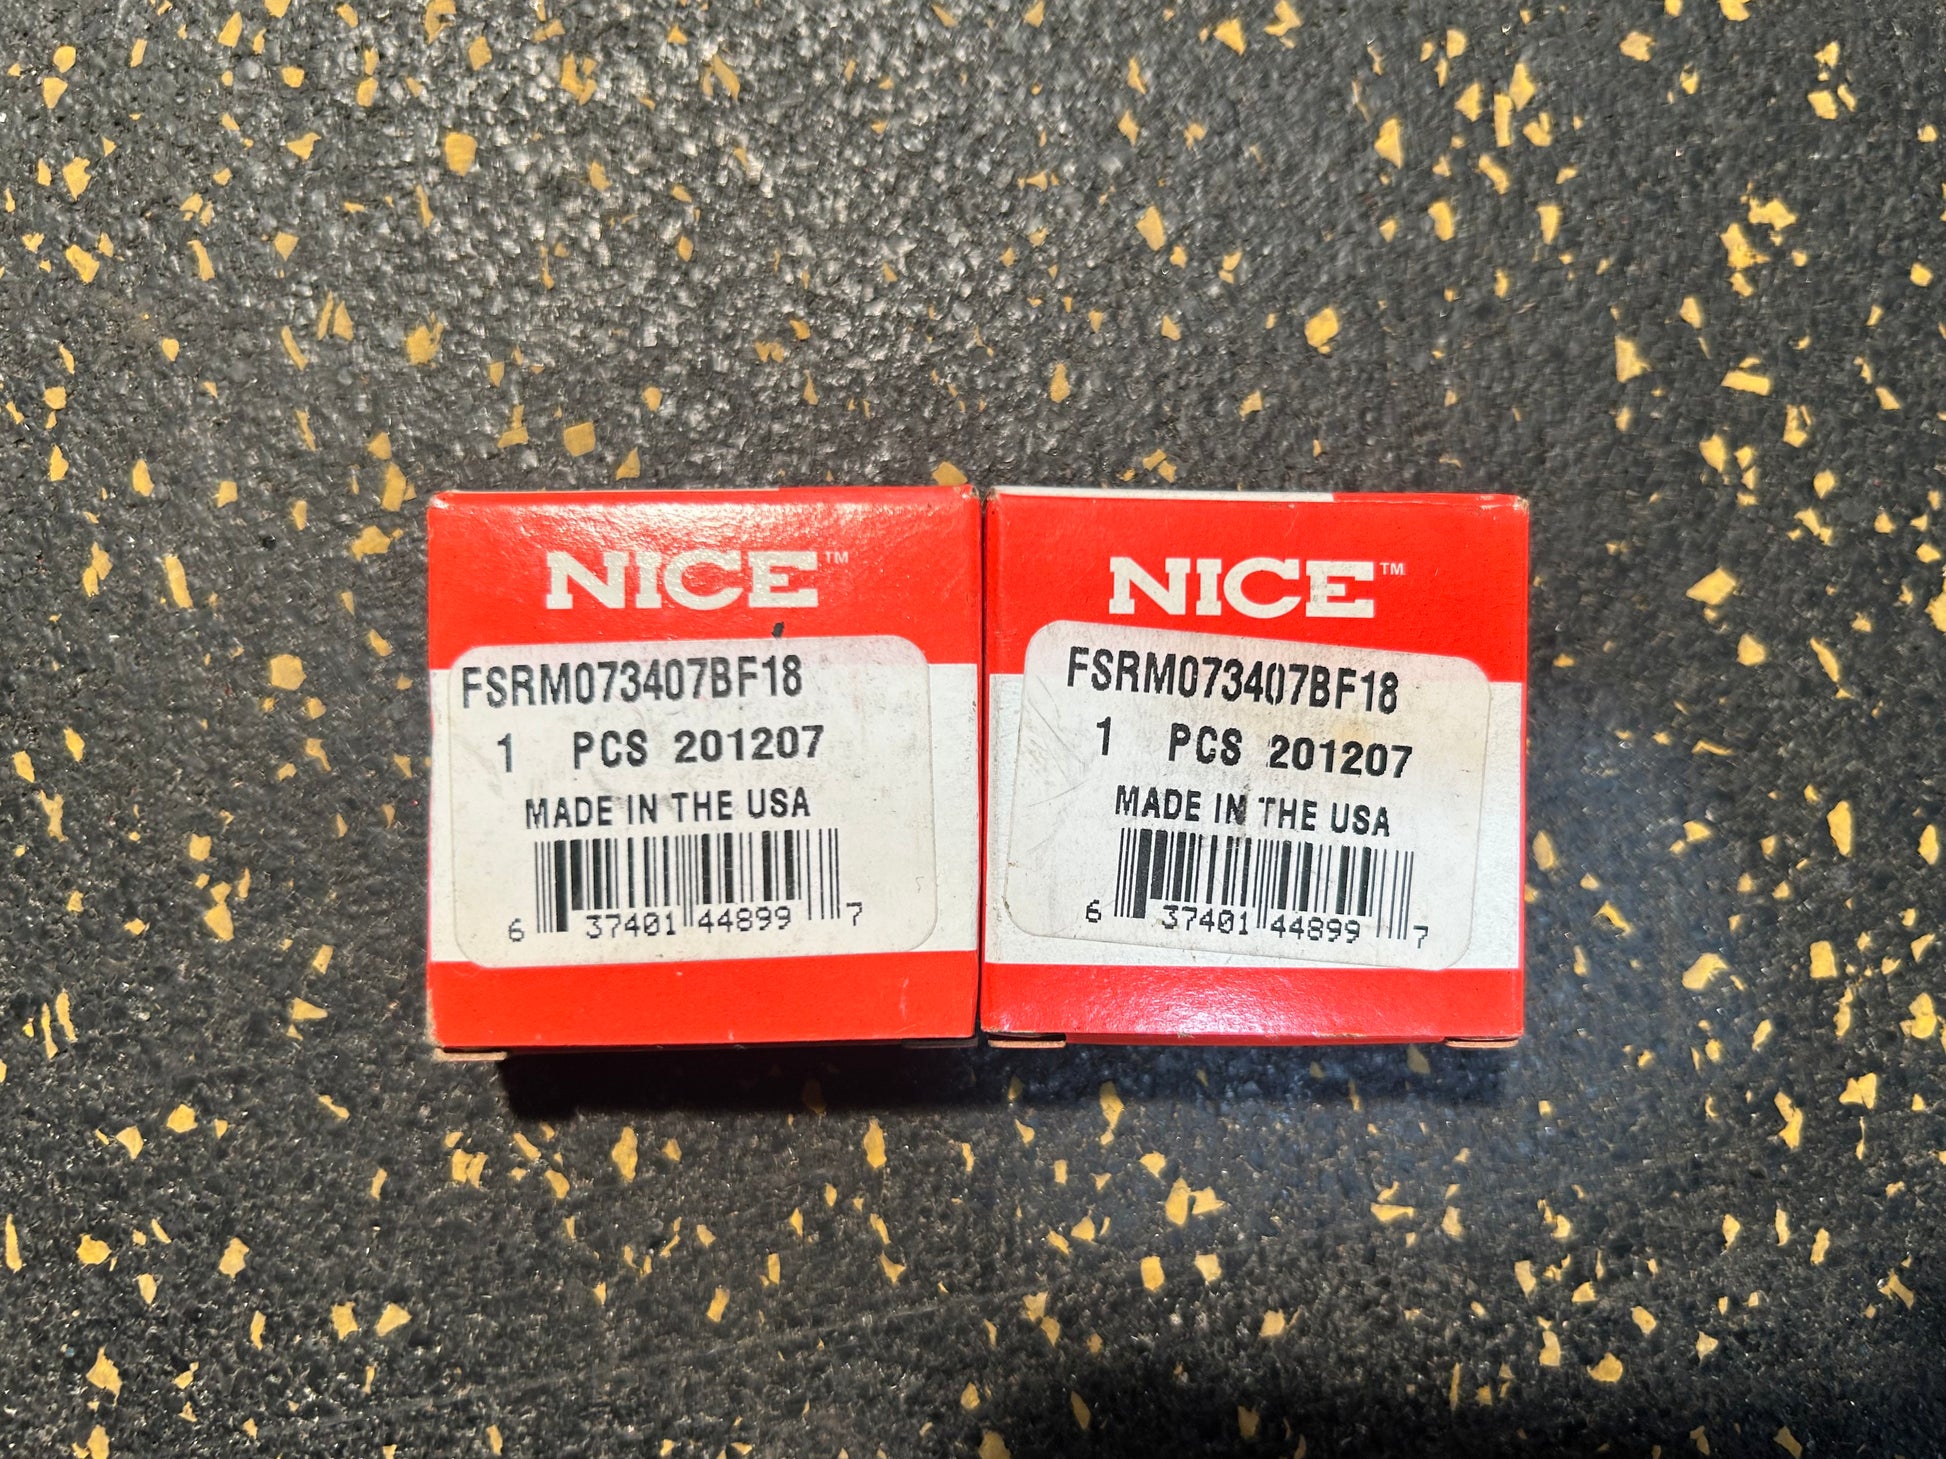 NICE™
FSRM073407BF18
1 PCS 201207
MADE IN THE USA
6 37401 44899 7
NICE™
FSRM073407BF18
1 PCS 201207
MADE IN THE USA
6 37401 44899 7